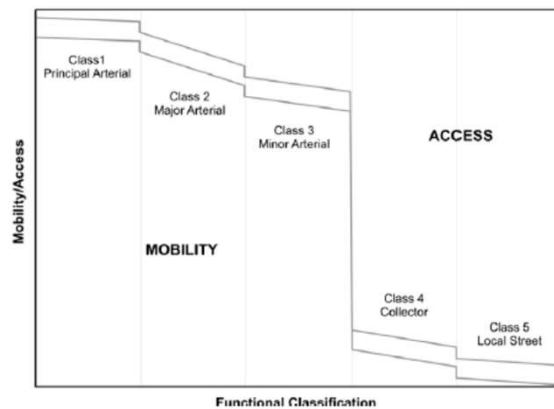 Class1
Principal Arterial
Class 2
Major Arterial
Class 3
Minor Arterial
ACCESS
Mobility/Access
MOBILITY
Class 4
Collector
Class 5
Local Street
Functional Classification